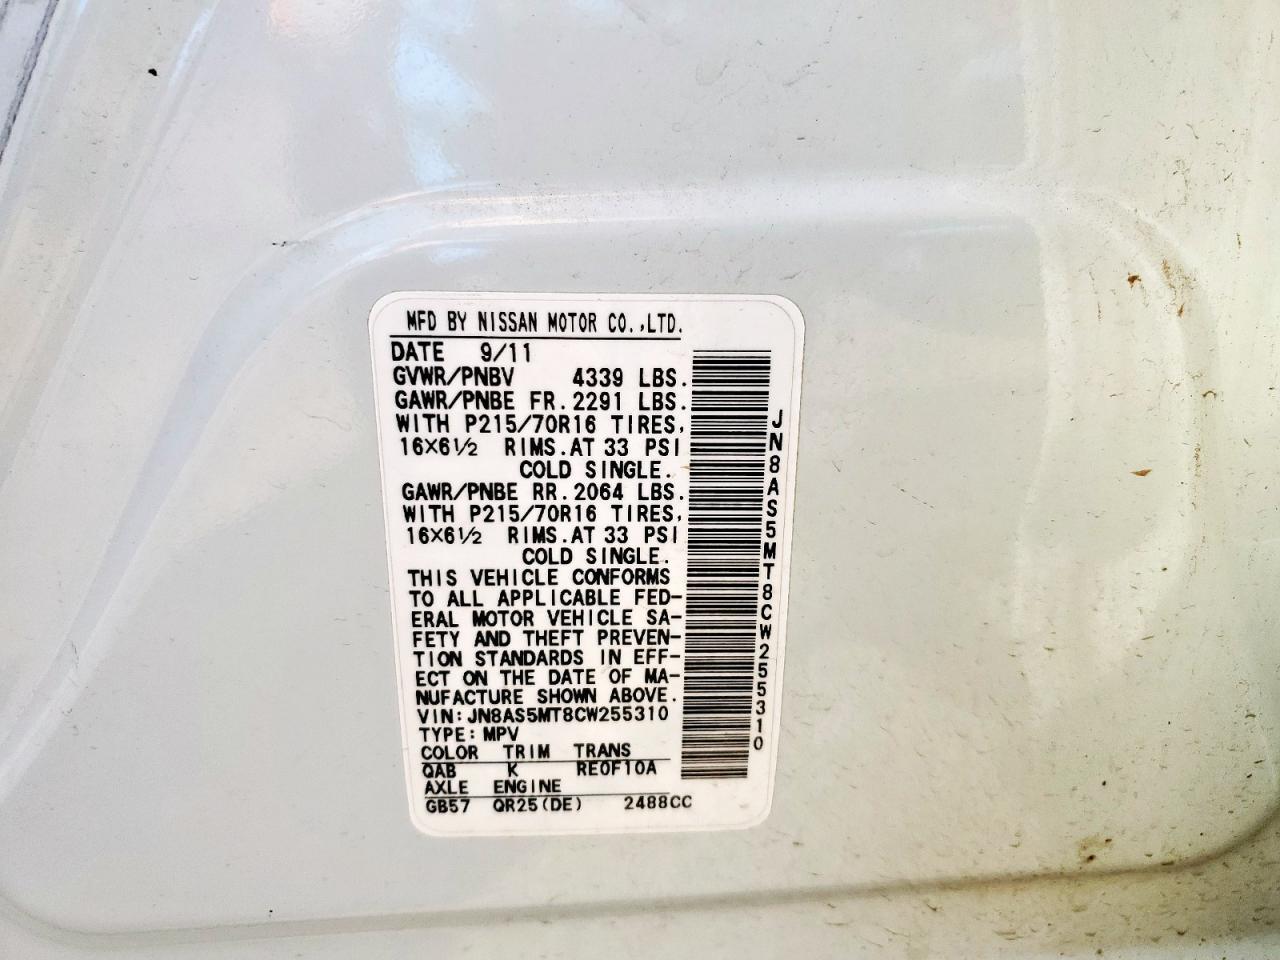 MFD BY NISSAN MOTOR CO.,LTD.
DATE 9/11
GVWR/PNBV 4339 LBS.
GAWR/PNBE FR. 2291 LBS.
WITH P215/70R16 TIRES,
16×6½ RIMS. AT 33 PSI
COLD SINGLE.
GAWR/PNBE RR. 2064 LBS.
WITH P215/70R16 TIRES,
16×6½ RIMS. AT 33 PSI
COLD SINGLE.
THIS VEHICLE CONFORMS
TO ALL APPLICABLE FED-
ERAL MOTOR VEHICLE SA-
FETY AND THEFT PREVEN-
TION STANDARDS IN EFF-
ECT ON THE DATE OF MA-
NUFACTURE SHOWN ABOVE.
VIN: JN8AS5MT8CW255310
TYPE: MPV
COLOR TRIM TRANS
QAB K RE0F10A
AXLE ENGINE
GB57 QR25(DE) 2488CC
JN8AS5MT8CW255310